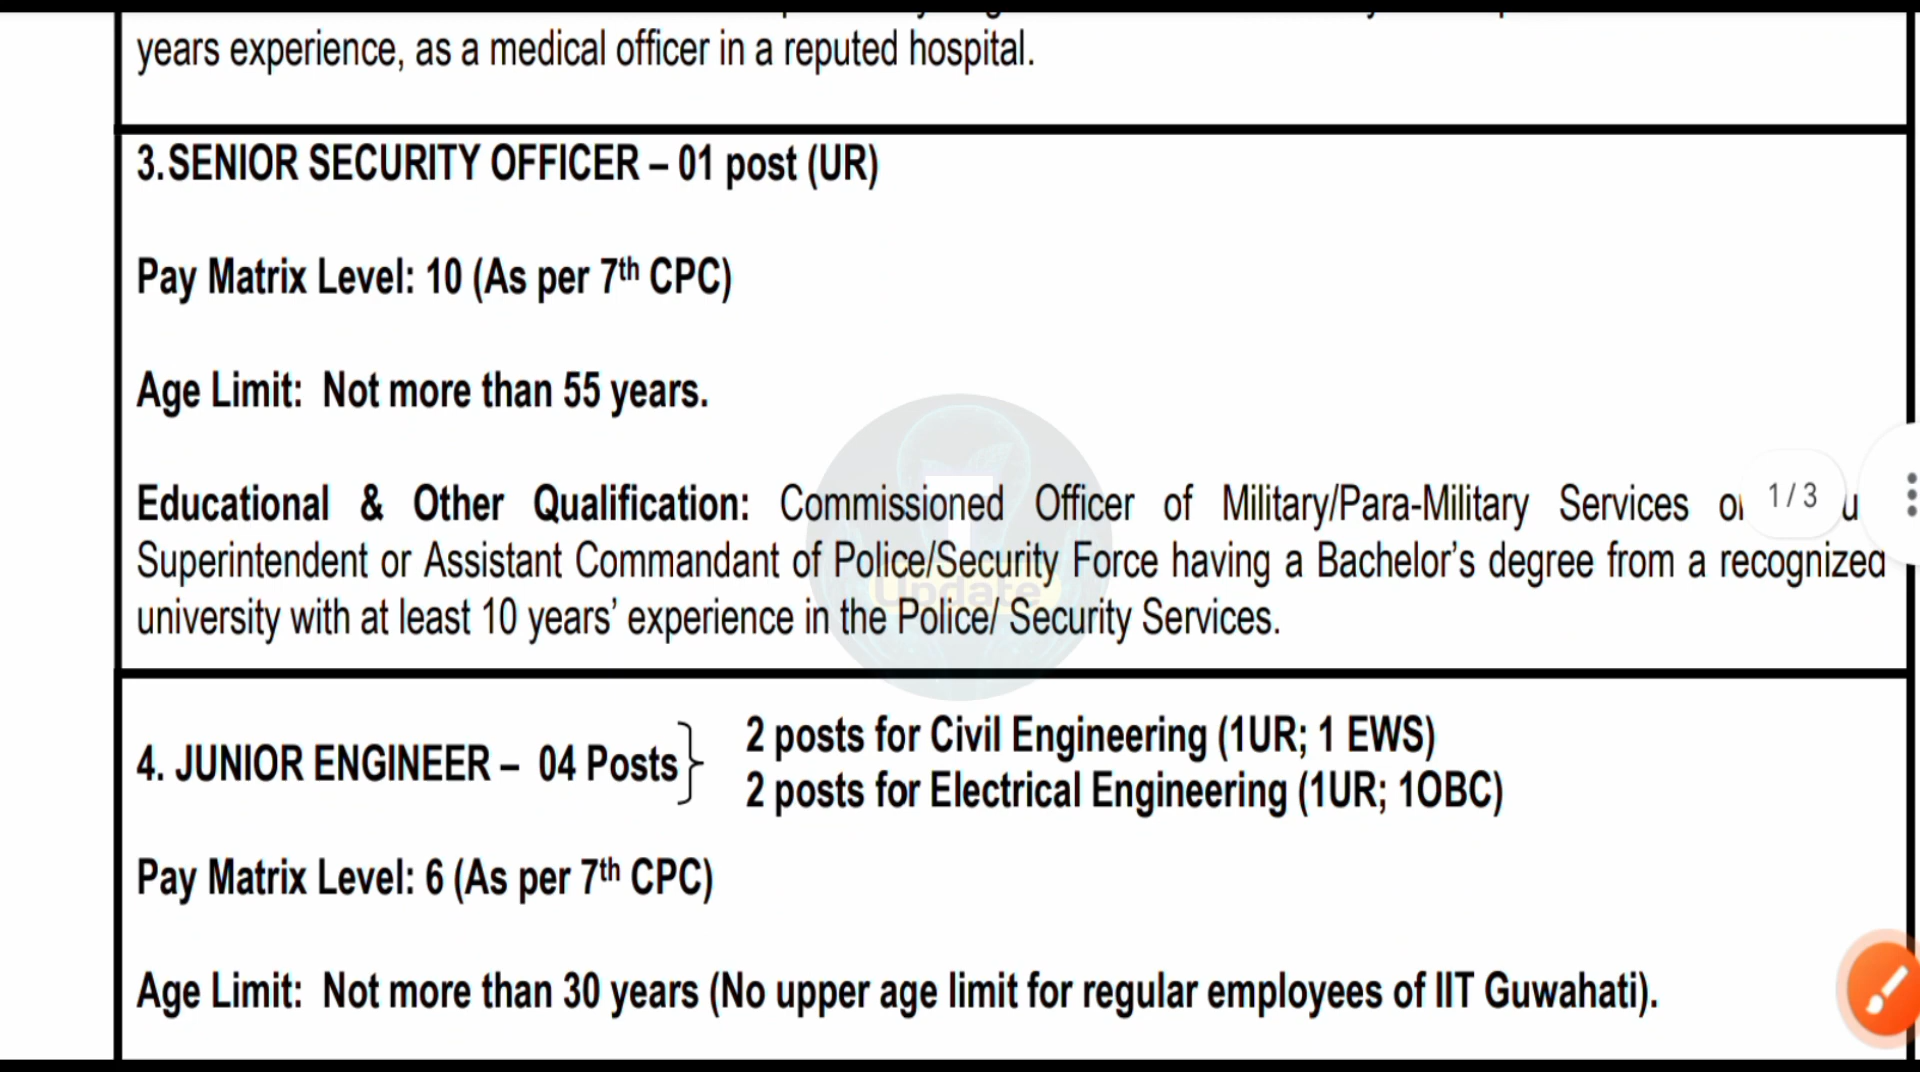 years experience, as a medical officer in a reputed hospital.
3.SENIOR SECURITY OFFICER – 01 post (UR)
Pay Matrix Level: 10 (As per 7th CPC)
Age Limit: Not more than 55 years.
Educational & Other Qualification: Commissioned Officer of Military/Para-Military Services
1/3
Superintendent or Assistant Commandant of Police/Security Force having a Bachelor’s degree from a recognized
Update
university with at least 10 years’ experience in the Police/ Security Services.
4. JUNIOR ENGINEER – 04 Posts
2 posts for Civil Engineering (1UR; 1 EWS)
2 posts for Electrical Engineering (1UR; 1OBC)
Pay Matrix Level: 6 (As per 7th CPC)
Age Limit: Not more than 30 years (No upper age limit for regular employees of IIT Guwahati).